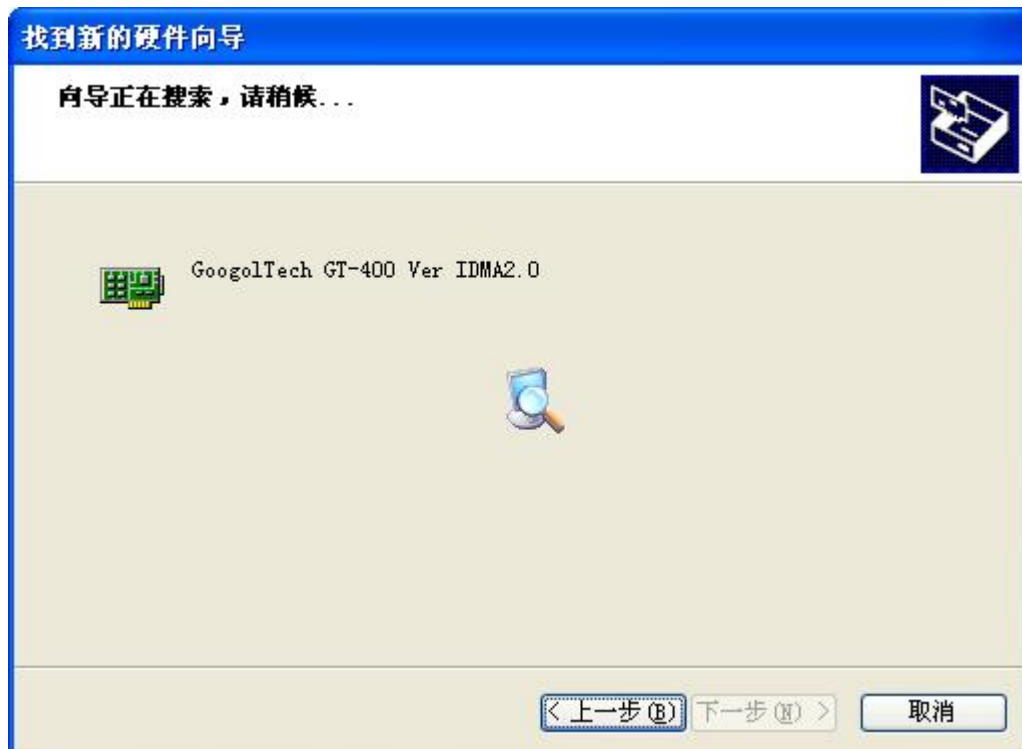 找到新的硬件向导
向导正在搜索，请稍候...
GoogolTech GT-400 Ver IDMA2.0
< 上一步(B)
下一步(N) >
取消